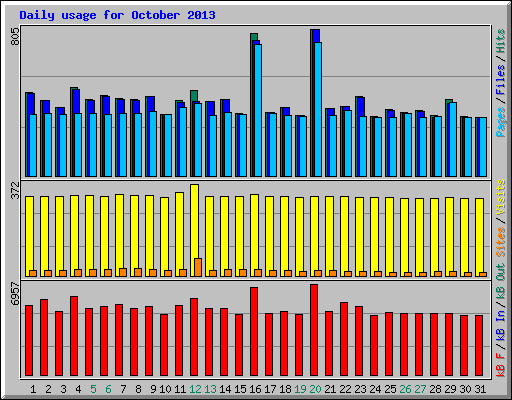 Daily usage for October 2013
805
Pages / Files / Hits
372
Sites / Visits
6957
kB F / kB In / kB Out
1 2 3 4 5 6 7 8 9 10 11 12 13 14 15 16 17 18 19 20 21 22 23 24 25 26 27 28 29 30 31